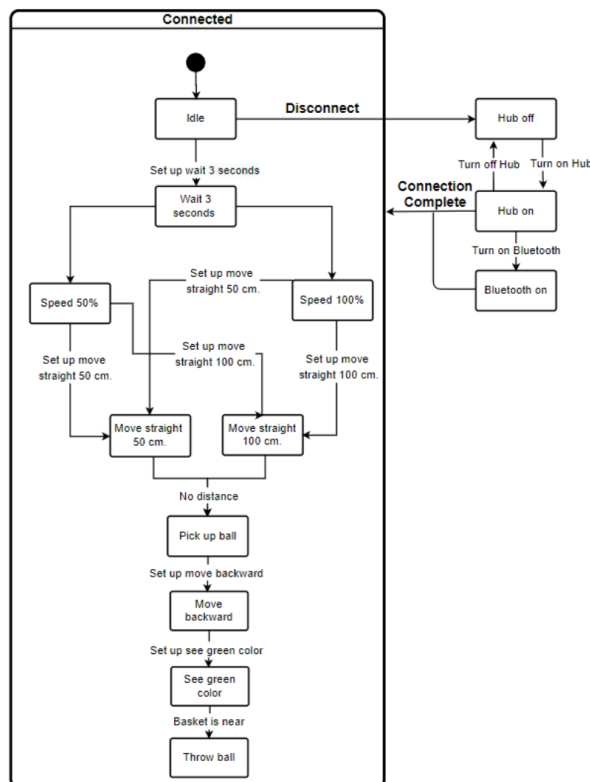 Connected
Idle
Disconnect
Hub off
Set up wait 3 seconds
Turn off Hub
Turn on Hub
Wait 3
seconds
Connection
Complete
Hub on
Turn on Bluetooth
Set up move
straight 50 cm.
Speed 50%
Speed 100%
Bluetooth on
Set up move
straight 50 cm.
Set up move
straight 100 cm.
Set up move
straight 100 cm.
Move straight
50 cm.
Move straight
100 cm.
No distance
Pick up ball
Set up move backward
Move
backward
Set up see green color
See green
color
Basket is near
Throw ball